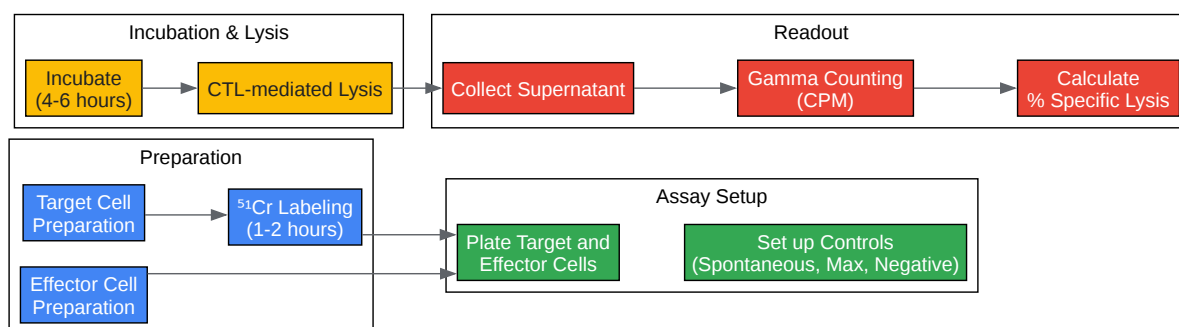 Incubation & Lysis
Incubate
(4-6 hours)
CTL-mediated Lysis
Readout
Collect Supernatant
Gamma Counting
(CPM)
Calculate
% Specific Lysis
Preparation
Target Cell
Preparation
⁵¹Cr Labeling
(1-2 hours)
Effector Cell
Preparation
Assay Setup
Plate Target and
Effector Cells
Set up Controls
(Spontaneous, Max, Negative)